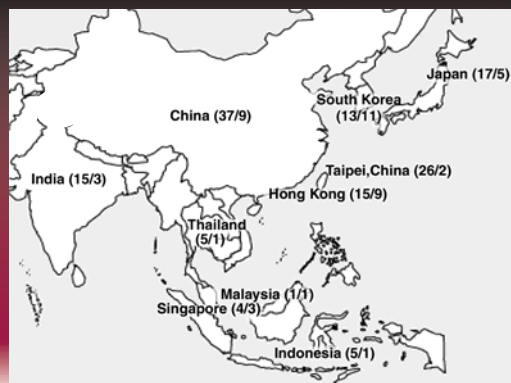 Japan (17/5)
South Korea
(13/11)
China (37/9)
Taipei,China (26/2)
India (15/3)
Hong Kong (15/9)
Thailand
(5/1)
Malaysia (1/1)
Singapore (4/3)
Indonesia (5/1)